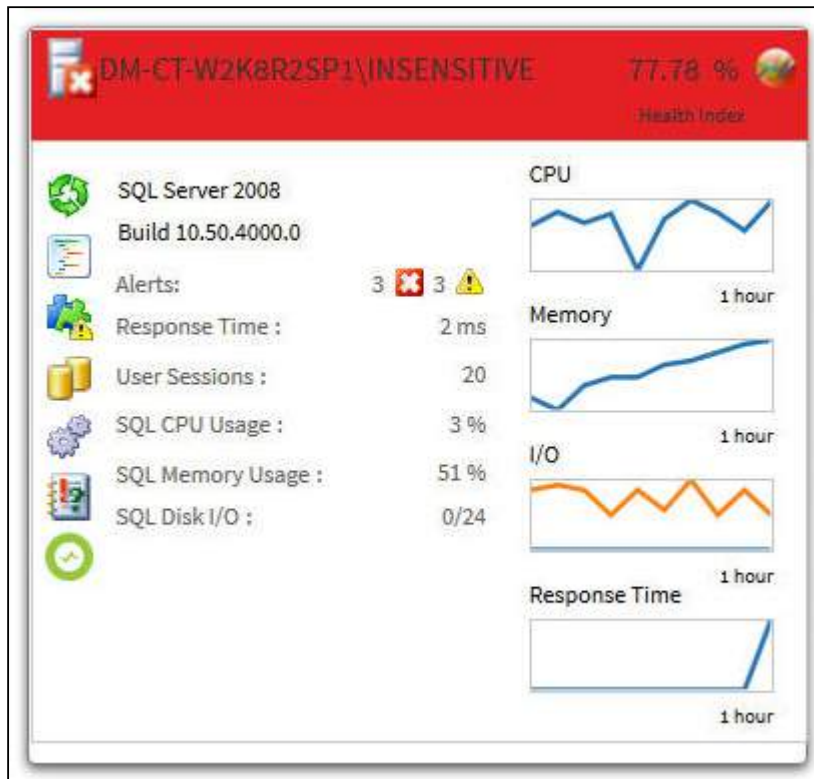 DM-CT-W2K8R2SP1\INSENSITIVE
77.78 %
Health Index
SQL Server 2008
Build 10.50.4000.0
Alerts: 3 3
Response Time : 2 ms
User Sessions : 20
SQL CPU Usage : 3 %
SQL Memory Usage : 51 %
SQL Disk I/O : 0/24
CPU
1 hour
Memory
1 hour
I/O
1 hour
Response Time
1 hour